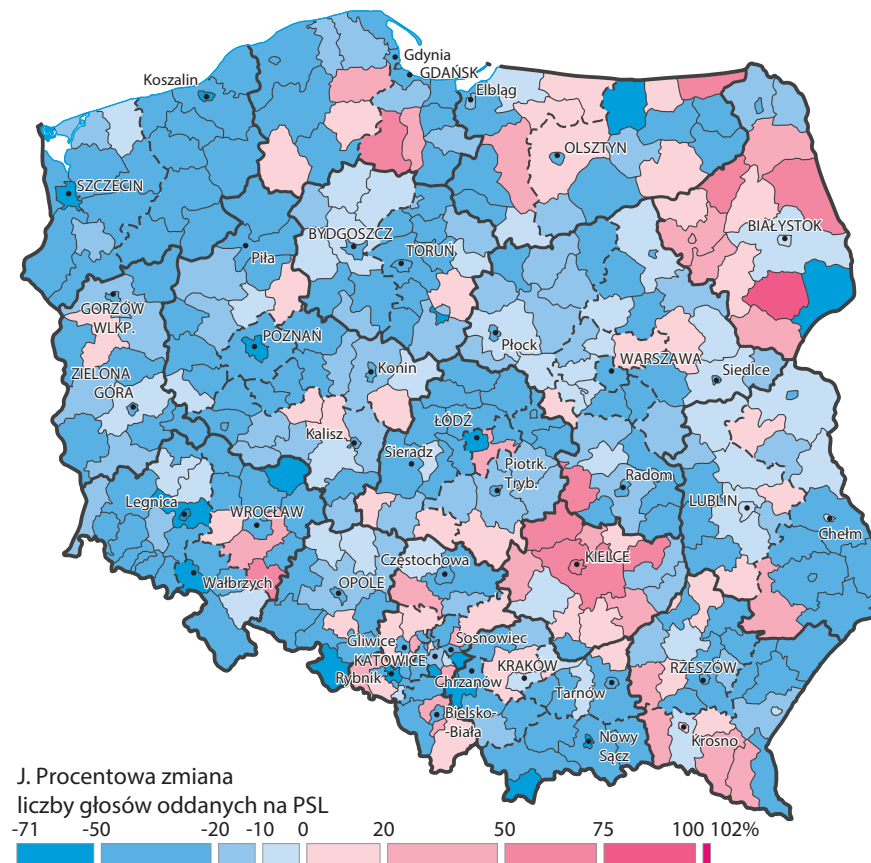 Gdynia
GDAŃSK
Koszalin
Elbląg
OLSZTYN
SZCZECIN
BIAŁYSTOK
BYDGOSZCZ
TORUŃ
Piła
GORZÓW
WLKP.
POZNAŃ
Płock
WARSZAWA
Siedlce
Konin
ZIELONA
GÓRA
Kalisz
ŁÓDŹ
Sieradz
Piotrk.
Tryb.
Radom
LUBLIN
Chełm
Legnica
WROCŁAW
Wałbrzych
OPOLE
Częstochowa
KIELCE
Gliwice
Sosnowiec
KATOWICE
Rybnik
Chrzanów
KRAKÓW
Tarnów
RZESZÓW
Bielsko-
-Biała
Nowy
Sącz
Krosno
J. Procentowa zmiana
liczby głosów oddanych na PSL
-71 -50 -20 -10 0 20 50 75 100 102%